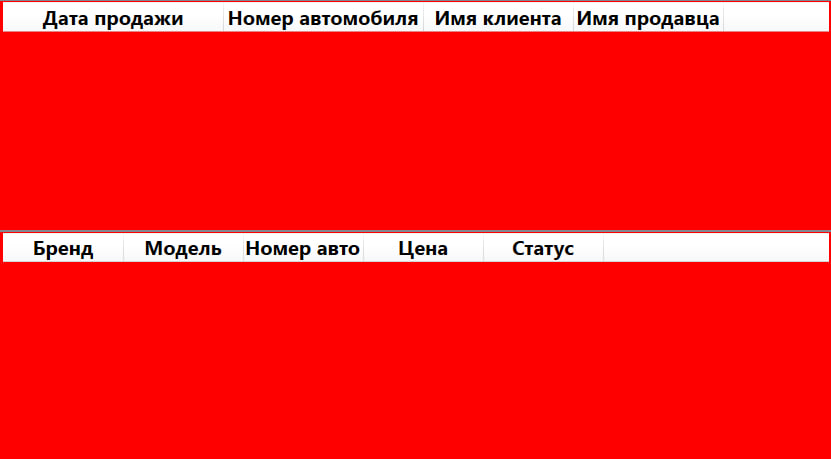 Дата продажи Номер автомобиля Имя клиента Имя продавца
Бренд Модель Номер авто Цена Статус